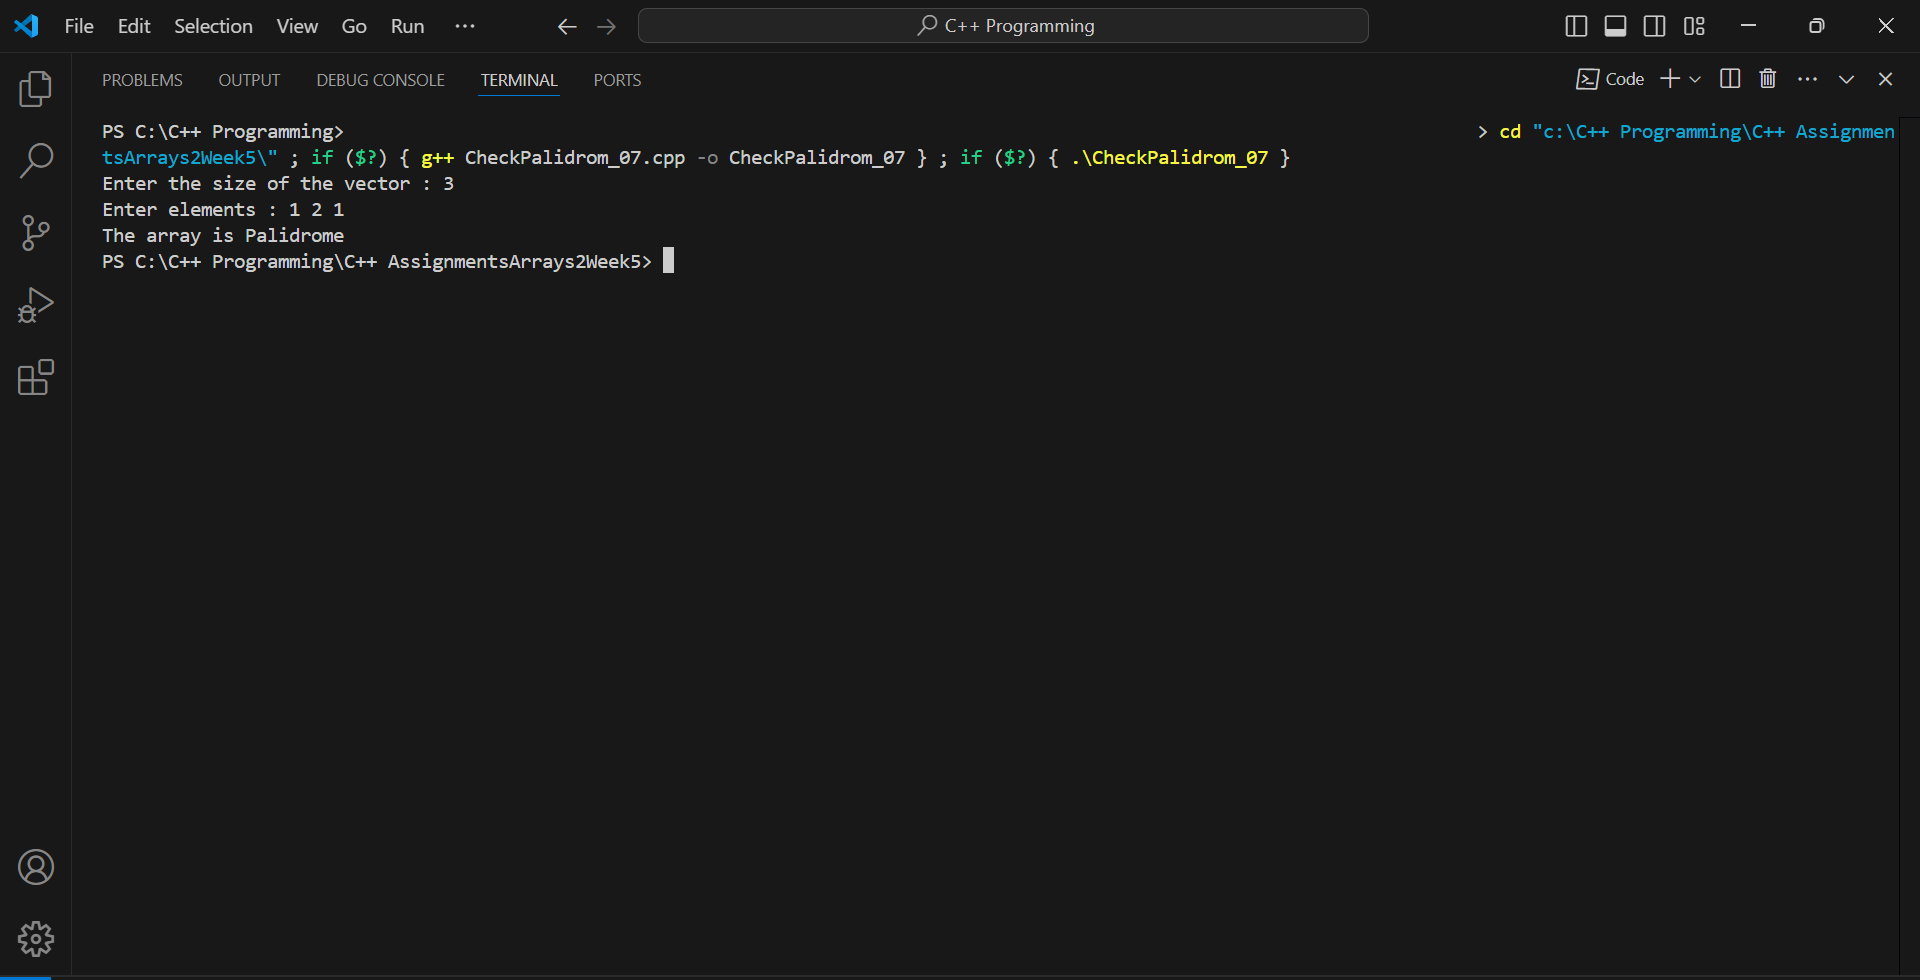 File Edit Selection View Go Run ··· ← → C++ Programming
PROBLEMS OUTPUT DEBUG CONSOLE TERMINAL PORTS Code
PS C:\C++ Programming> > cd "c:\C++ Programming\C++ Assignmen
tsArrays2Week5\" ; if ($?) { g++ CheckPalidrom_07.cpp -o CheckPalidrom_07 } ; if ($?) { .\CheckPalidrom_07 }
Enter the size of the vector : 3
Enter elements : 1 2 1
The array is Palidrome
PS C:\C++ Programming\C++ AssignmentsArrays2Week5>